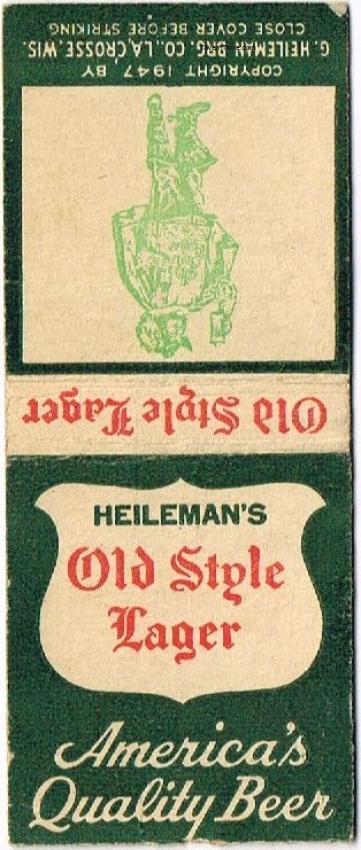 CLOSE COVER BEFORE STRIKING
G. HEILEMAN BRG. CO., LA CROSSE, WIS.
COPYRIGHT 1947 BY
Old Style Lager
HEILEMAN'S
Old Style
Lager
America's
Quality Beer